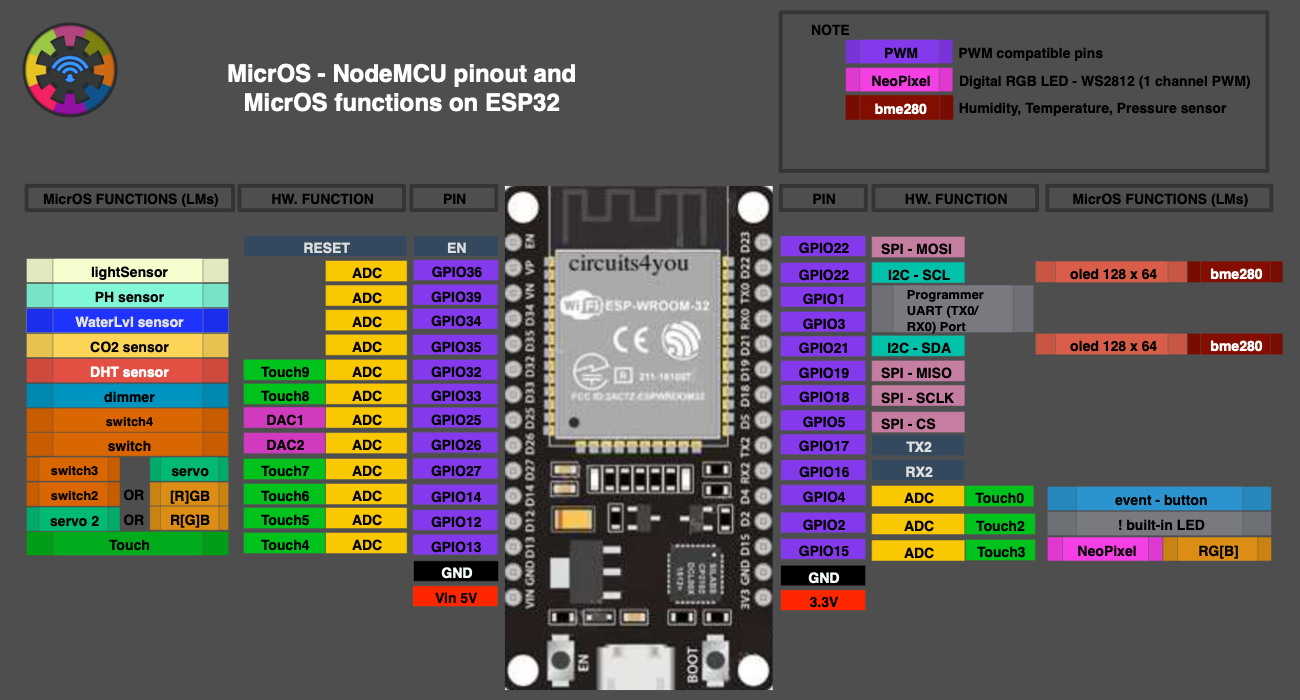 NOTE
PWM PWM compatible pins
NeoPixel Digital RGB LED - WS2812 (1 channel PWM)
bme280 Humidity, Temperature, Pressure sensor
MicrOS - NodeMCU pinout and
MicrOS functions on ESP32
MicrOS FUNCTIONS (LMs) HW. FUNCTION PIN
RESET EN
lightSensor ADC GPIO36
PH sensor ADC GPIO39
WaterLvl sensor ADC GPIO34
CO2 sensor ADC GPIO35
DHT sensor Touch9 ADC GPIO32
dimmer Touch8 ADC GPIO33
switch4 DAC1 ADC GPIO25
switch DAC2 ADC GPIO26
switch3 servo Touch7 ADC GPIO27
switch2 OR [R]GB Touch6 ADC GPIO14
servo 2 OR R[G]B Touch5 ADC GPIO12
Touch Touch4 ADC GPIO13
GND
Vin 5V
EN
VP
VN
D34
D35
D32
D33
D25
D26
D27
D14
D12
D13
GND
VIN
circuits4you
WiFi ESP-WROOM-32
CE
R 211-161007
FCC ID:2AC7Z-ESPWROOM32
SILABS
CP2102
EN
BOOT
D23
D22
TX0
RX0
D21
D19
D18
D5
TX2
RX2
D4
D2
D15
GND
3V3
PIN HW. FUNCTION MicrOS FUNCTIONS (LMs)
GPIO22 SPI - MOSI
GPIO22 I2C - SCL oled 128 x 64 bme280
GPIO1 Programmer
UART (TX0/
GPIO3 RX0) Port
GPIO21 I2C - SDA oled 128 x 64 bme280
GPIO19 SPI - MISO
GPIO18 SPI - SCLK
GPIO5 SPI - CS
GPIO17 TX2
GPIO16 RX2
GPIO4 ADC Touch0 event - button
GPIO2 ADC Touch2 ! built-in LED
GPIO15 ADC Touch3 NeoPixel RG[B]
GND
3.3V